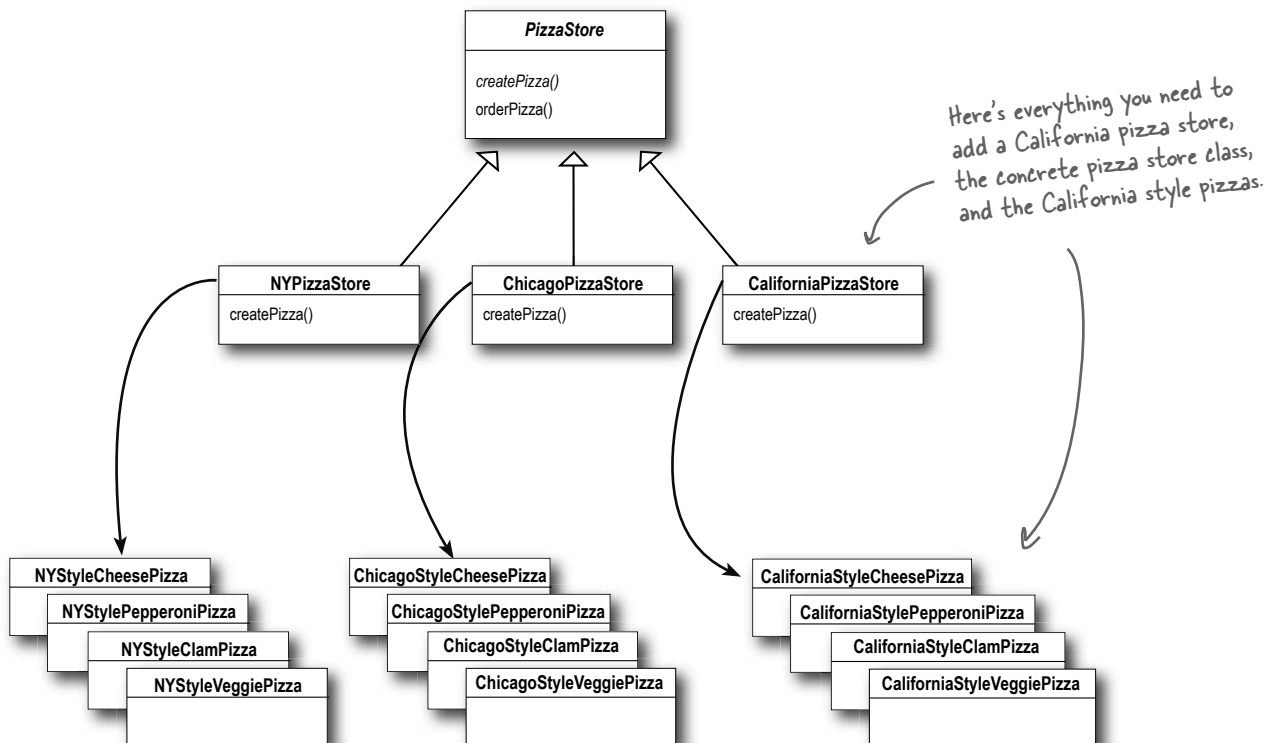 PizzaStore
createPizza()
orderPizza()
Here's everything you need to
add a California pizza store,
the concrete pizza store class,
and the California style pizzas.
NYPizzaStore
createPizza()
ChicagoPizzaStore
createPizza()
CaliforniaPizzaStore
createPizza()
NYStyleCheesePizza
NYStylePepperoniPizza
NYStyleClamPizza
NYStyleVeggiePizza
ChicagoStyleCheesePizza
ChicagoStylePepperoniPizza
ChicagoStyleClamPizza
ChicagoStyleVeggiePizza
CaliforniaStyleCheesePizza
CaliforniaStylePepperoniPizza
CaliforniaStyleClamPizza
CaliforniaStyleVeggiePizza